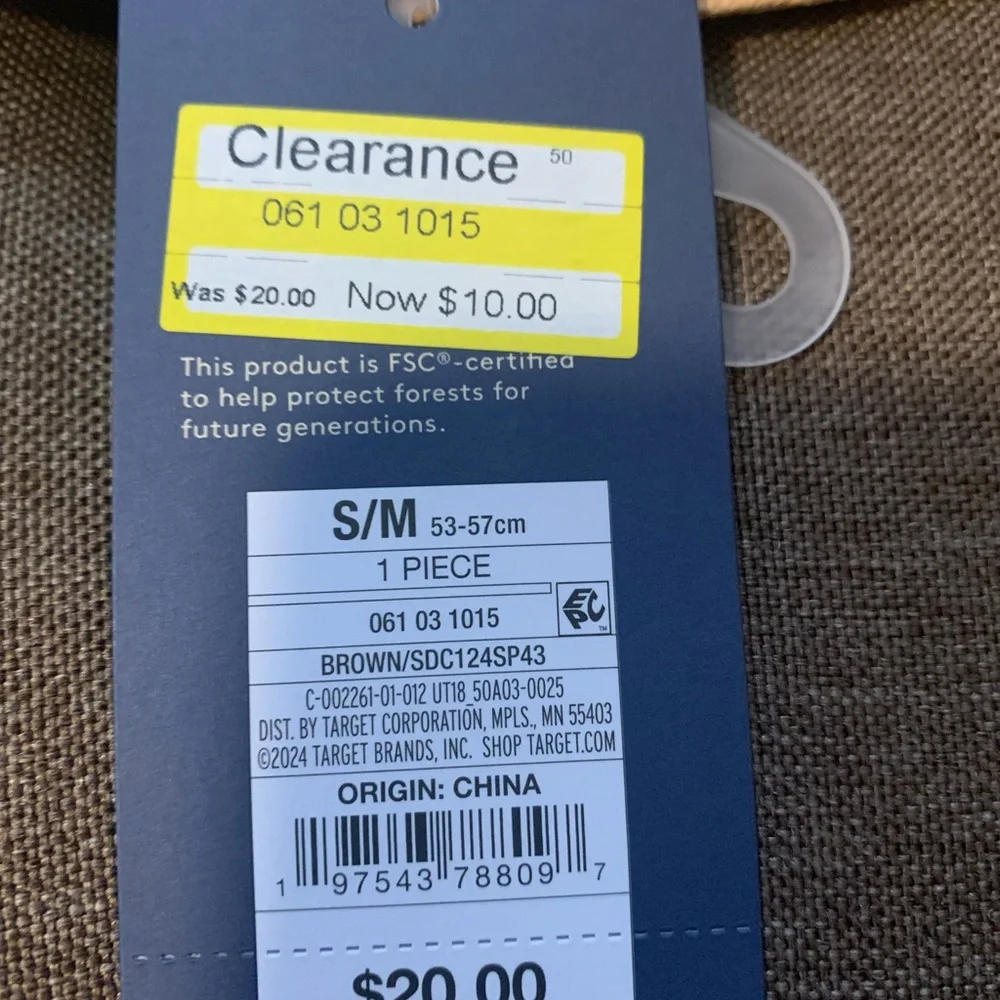 Clearance 50
061 03 1015
Was $20.00 Now $10.00
This product is FSC®-certified
to help protect forests for
future generations.
S/M 53-57cm
1 PIECE
061 03 1015
EPC™
BROWN/SDC124SP43
C-002261-01-012 UT18_50A03-0025
DIST. BY TARGET CORPORATION, MPLS., MN 55403
©2024 TARGET BRANDS, INC. SHOP TARGET.COM
ORIGIN: CHINA
1 97543 78809 7
$20.00